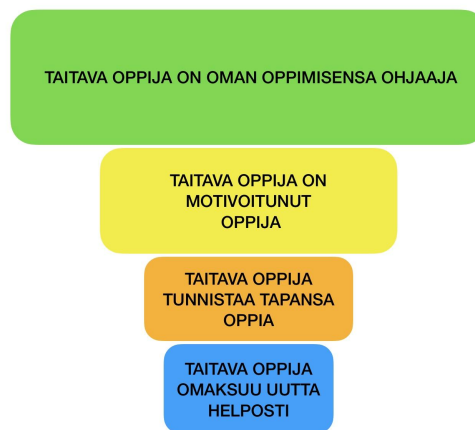 TAITAVA OPPIJA ON OMAN OPPIMISENSA OHJAAJA
TAITAVA OPPIJA ON
MOTIVOITUNUT
OPPIJA
TAITAVA OPPIJA
TUNNISTAA TAPANSA
OPPIA
TAITAVA OPPIJA
OMAKSUU UUTTA
HELPOSTI